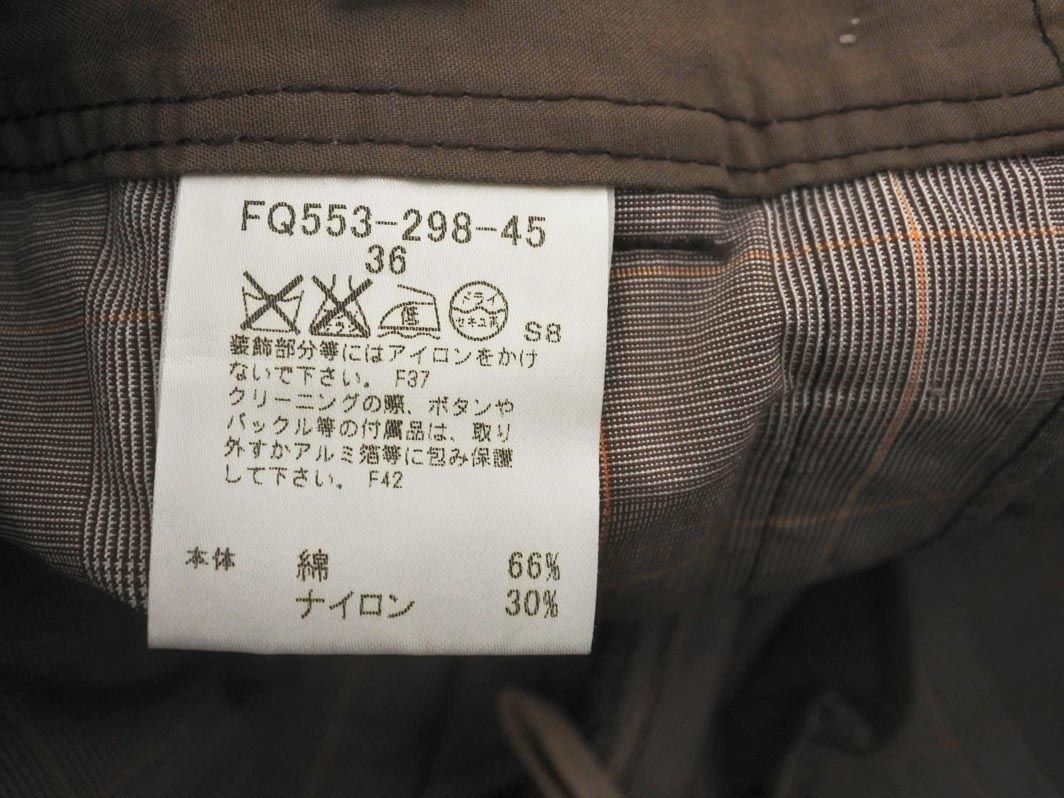 FQ553-298-45
36
低 ドライ
セキユ系 S8
装飾部分等にはアイロンをかけ
ないで下さい。 F37
クリーニングの際、ボタンや
バックル等の付属品は、取り
外すかアルミ箔等に包み保護
して下さい。 F42
本体 綿 66%
ナイロン 30%